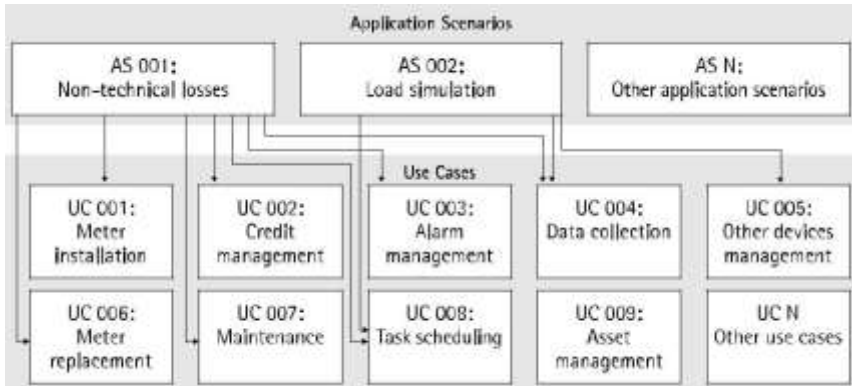 Application Scenarios
AS 001:
Non-technical losses
AS 002:
Load simulation
AS N:
Other application scenarios
Use Cases
UC 001:
Meter
installation
UC 002:
Credit
management
UC 003:
Alarm
management
UC 004:
Data collection
UC 005:
Other devices
management
UC 006:
Meter
replacement
UC 007:
Maintenance
UC 008:
Task scheduling
UC 009:
Asset
management
UC N
Other use cases